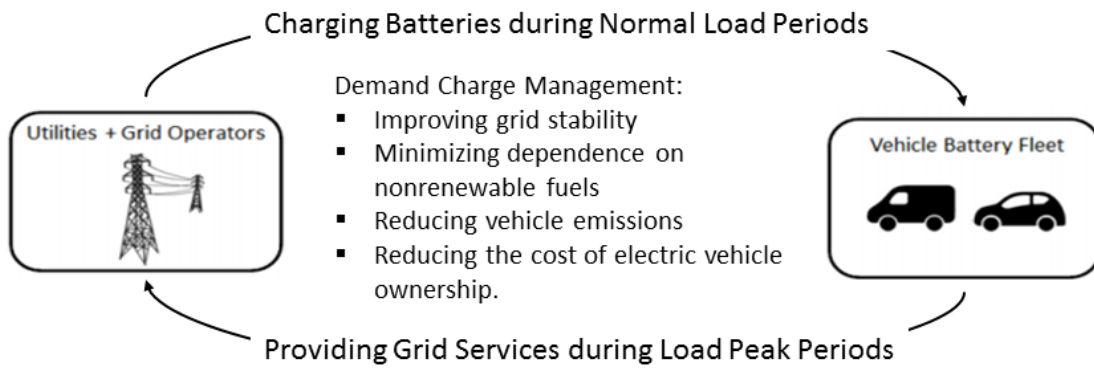 Charging Batteries during Normal Load Periods
Utilities + Grid Operators
Demand Charge Management:
▪ Improving grid stability
▪ Minimizing dependence on
nonrenewable fuels
▪ Reducing vehicle emissions
▪ Reducing the cost of electric vehicle
ownership.
Vehicle Battery Fleet
Providing Grid Services during Load Peak Periods